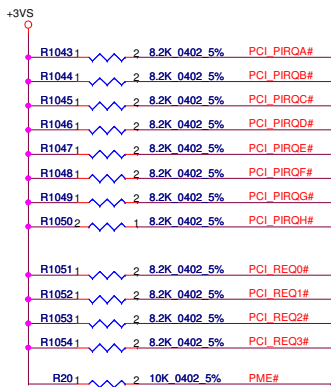 +3VS
R1043 1 2 8.2K_0402_5% PCI_PIRQA#
R1044 1 2 8.2K_0402_5% PCI_PIRQB#
R1045 1 2 8.2K_0402_5% PCI_PIRQC#
R1046 1 2 8.2K_0402_5% PCI_PIRQD#
R1047 1 2 8.2K_0402_5% PCI_PIRQE#
R1048 1 2 8.2K_0402_5% PCI_PIRQF#
R1049 1 2 8.2K_0402_5% PCI_PIRQG#
R1050 2 1 8.2K_0402_5% PCI_PIRQH#
R1051 1 2 8.2K_0402_5% PCI_REQ0#
R1052 1 2 8.2K_0402_5% PCI_REQ1#
R1053 1 2 8.2K_0402_5% PCI_REQ2#
R1054 1 2 8.2K_0402_5% PCI_REQ3#
R20 1 2 10K_0402_5% PME#